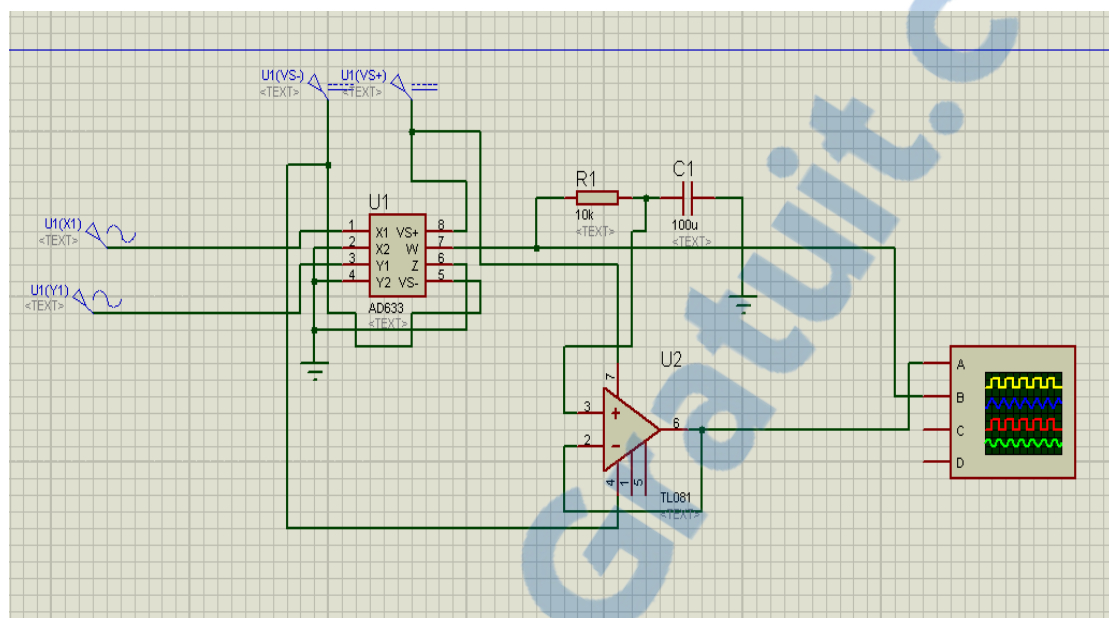 U1(VS-) U1(VS+)
<TEXT> <TEXT>
U1(X1)
<TEXT>
U1(Y1)
<TEXT>
U1
1 X1 VS+ 8
2 X2 W 7
3 Y1 Z 6
4 Y2 VS- 5
AD633
<TEXT>
R1
10k
<TEXT>
C1
100u
<TEXT>
U2
7
3
2
6
4 1 5
TL081
<TEXT>
A
B
C
D
Gratuit.c